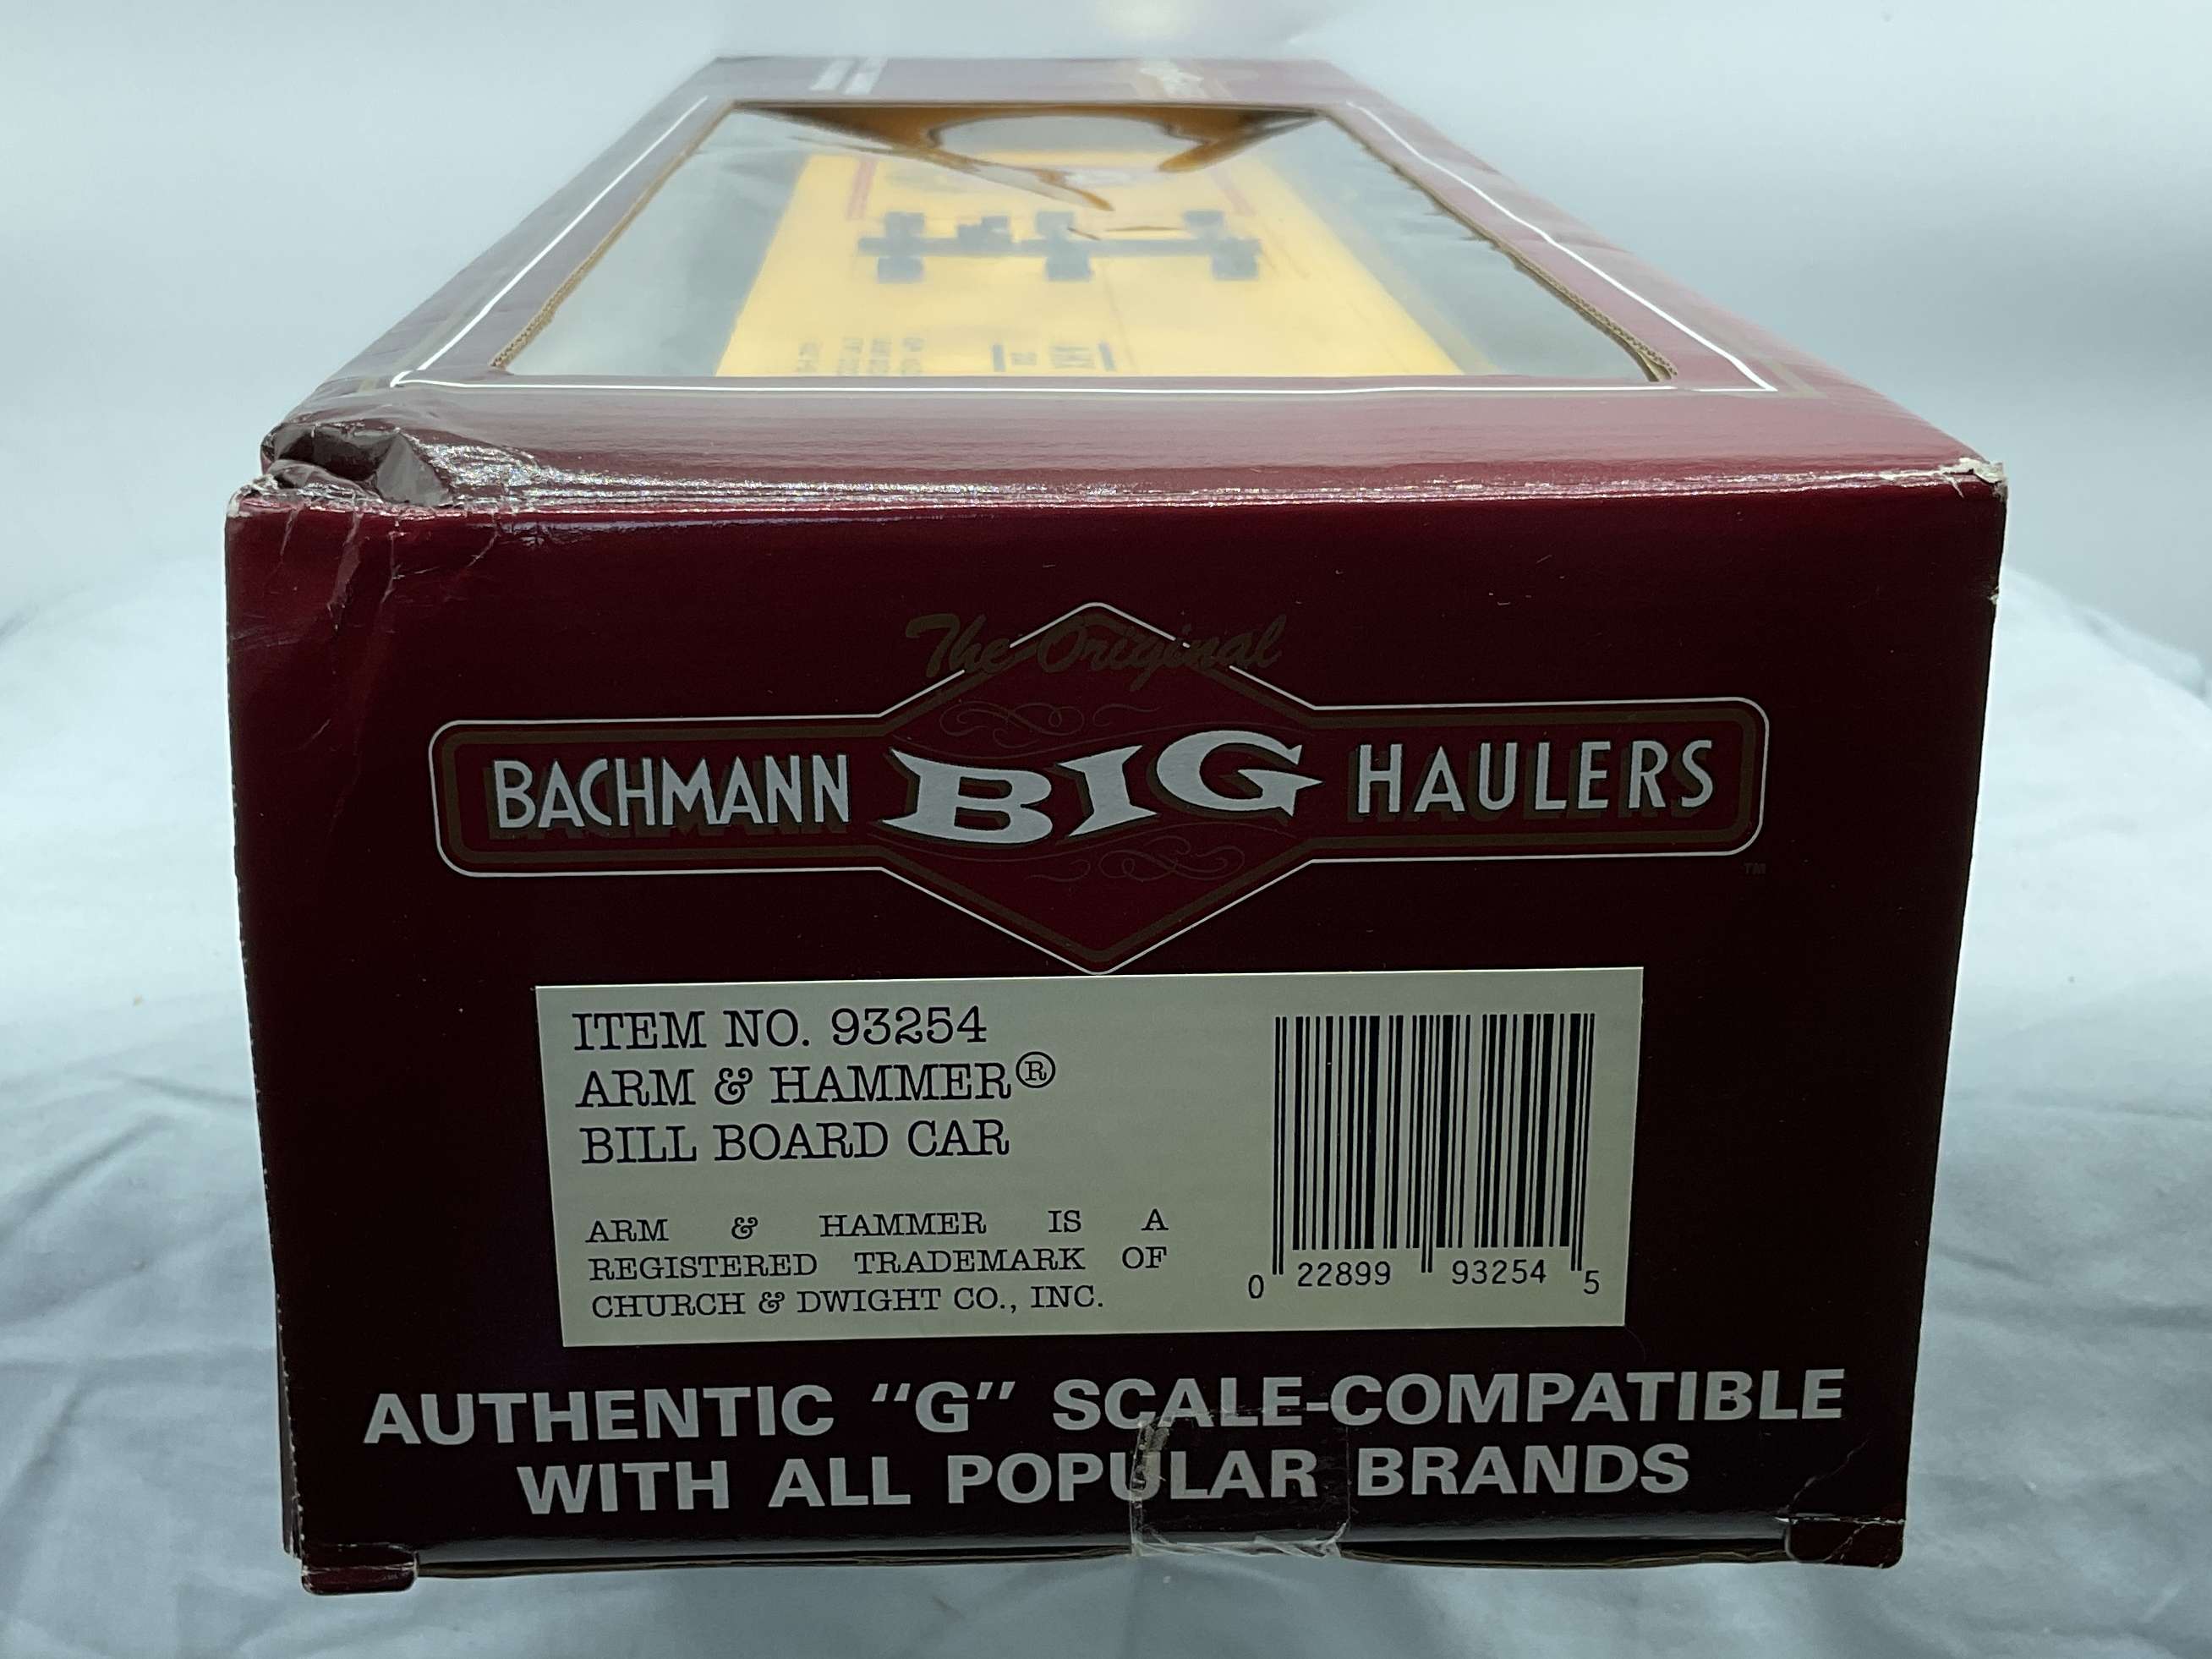 The Original
BACHMANN BIG HAULERS
TM
ITEM NO. 93254
ARM & HAMMER®
BILL BOARD CAR
ARM & HAMMER IS A
REGISTERED TRADEMARK OF
CHURCH & DWIGHT CO., INC.
0 22899 93254 5
AUTHENTIC “G” SCALE-COMPATIBLE
WITH ALL POPULAR BRANDS